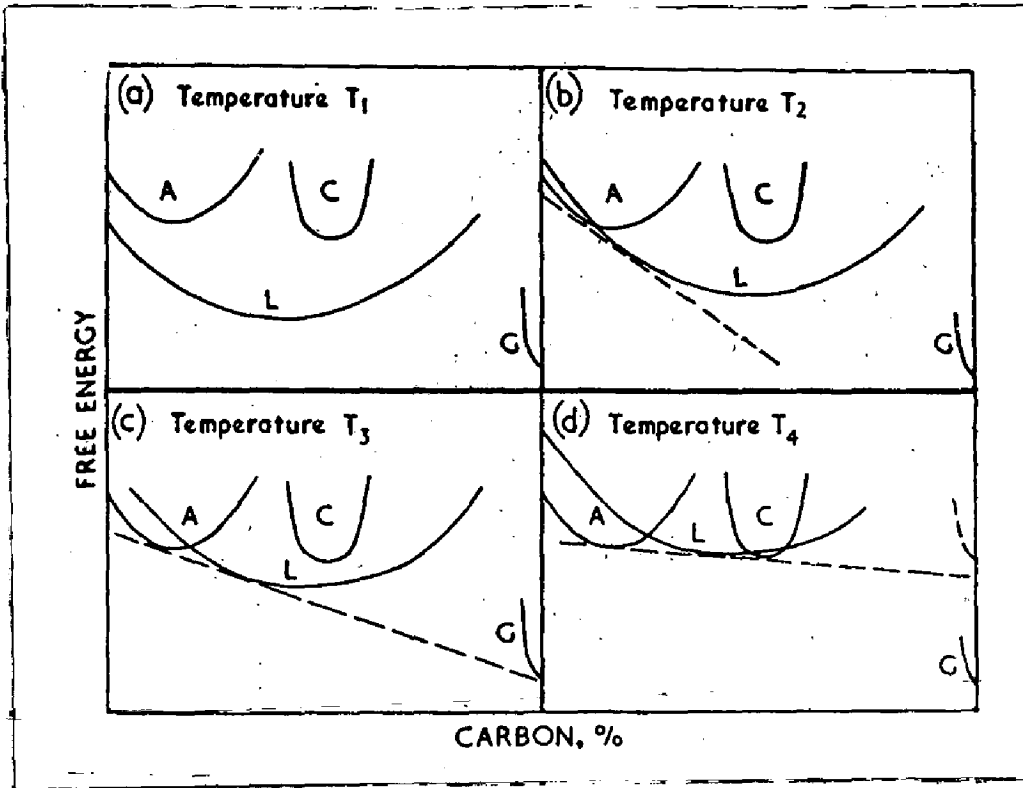 (a) Temperature T1
A
C
L
G
(b) Temperature T2
A
C
L
G
(c) Temperature T3
A
C
L
G
(d) Temperature T4
A
C
L
G
FREE ENERGY
CARBON, %